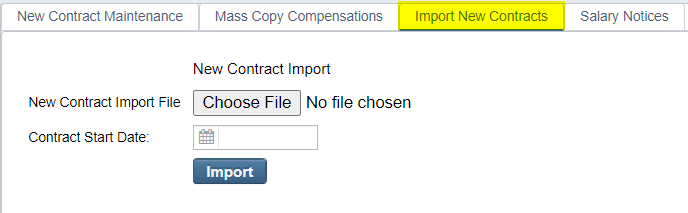 New Contract Maintenance Mass Copy Compensations Import New Contracts Salary Notices
New Contract Import
New Contract Import File Choose File No file chosen
Contract Start Date:
Import